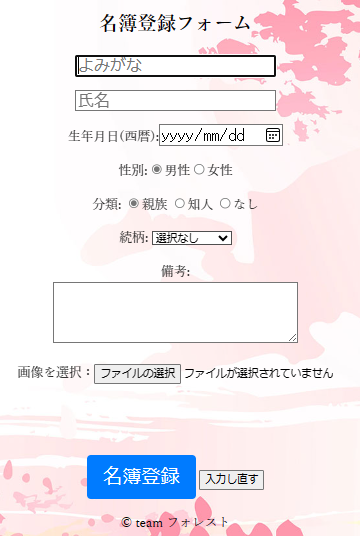 名簿登録フォーム
よみがな
氏名
生年月日(西暦): yyyy/mm/dd
性別: 男性 女性
分類: 親族 知人 なし
続柄: 選択なし
備考:
画像を選択： ファイルの選択 ファイルが選択されていません
名簿登録 入力し直す
© team フォレスト